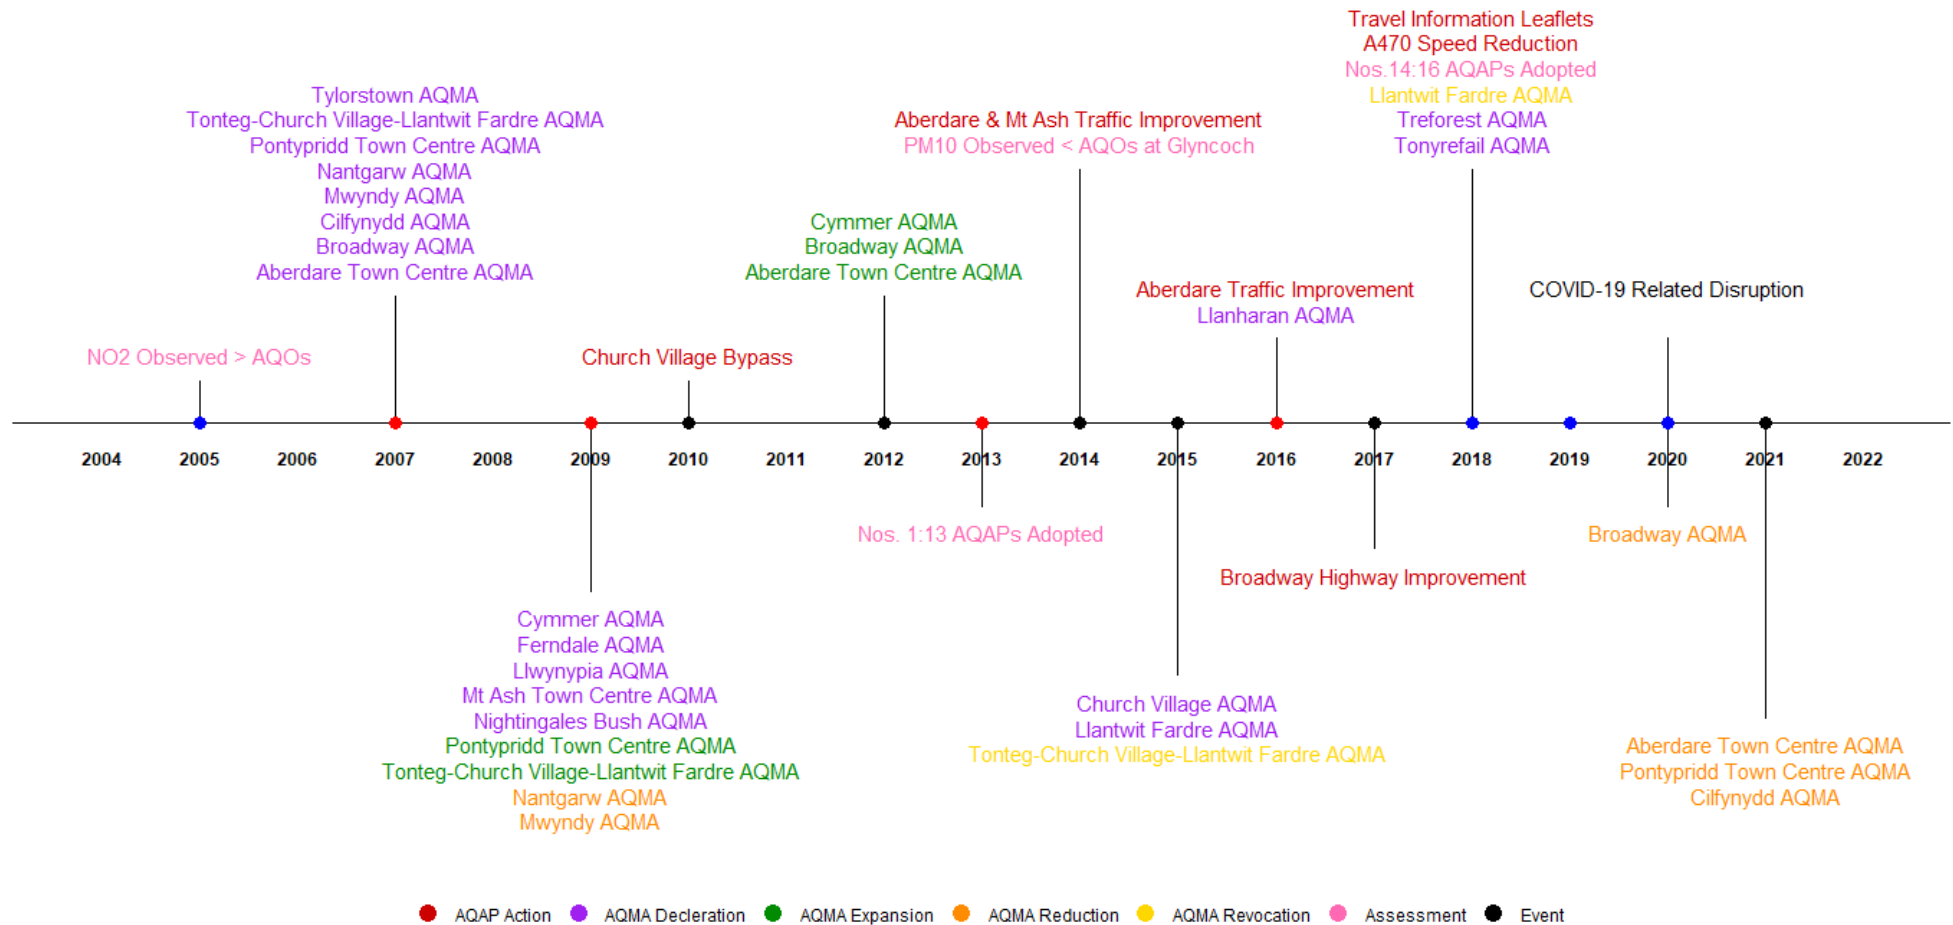 Travel Information Leaflets
A470 Speed Reduction
Nos.14:16 AQAPs Adopted
Llantwit Fardre AQMA
Treforest AQMA
Tonyrefail AQMA
Tylorstown AQMA
Tonteg-Church Village-Llantwit Fardre AQMA
Pontypridd Town Centre AQMA
Nantgarw AQMA
Mwyndy AQMA
Cilfynydd AQMA
Broadway AQMA
Aberdare Town Centre AQMA
Aberdare & Mt Ash Traffic Improvement
PM10 Observed < AQOs at Glyncoch
Cymmer AQMA
Broadway AQMA
Aberdare Town Centre AQMA
Aberdare Traffic Improvement
Llanharan AQMA
COVID-19 Related Disruption
NO2 Observed > AQOs
Church Village Bypass
2004 2005 2006 2007 2008 2009 2010 2011 2012 2013 2014 2015 2016 2017 2018 2019 2020 2021 2022
Nos. 1:13 AQAPs Adopted
Broadway AQMA
Broadway Highway Improvement
Cymmer AQMA
Ferndale AQMA
Llwynypia AQMA
Mt Ash Town Centre AQMA
Nightingales Bush AQMA
Pontypridd Town Centre AQMA
Tonteg-Church Village-Llantwit Fardre AQMA
Nantgarw AQMA
Mwyndy AQMA
Church Village AQMA
Llantwit Fardre AQMA
Tonteg-Church Village-Llantwit Fardre AQMA
Aberdare Town Centre AQMA
Pontypridd Town Centre AQMA
Cilfynydd AQMA
AQAP Action AQMA Decleration AQMA Expansion AQMA Reduction AQMA Revocation Assessment Event